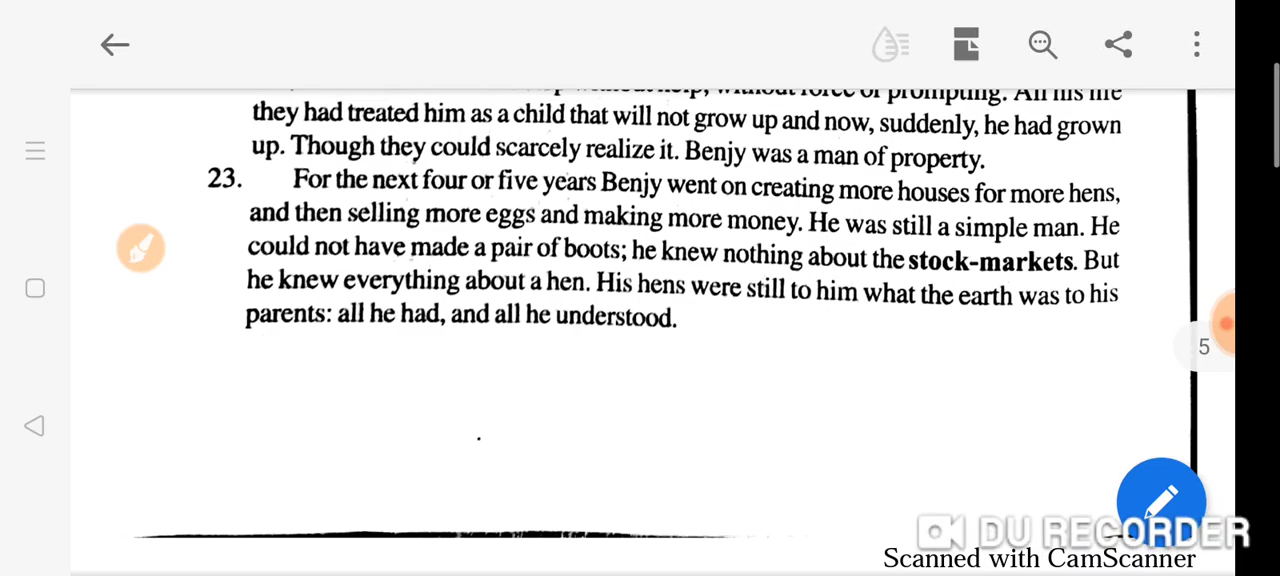 they had treated him as a child that will not grow up and now, suddenly, he had grown
up. Though they could scarcely realize it. Benjy was a man of property.
23. For the next four or five years Benjy went on creating more houses for more hens,
and then selling more eggs and making more money. He was still a simple man. He
could not have made a pair of boots; he knew nothing about the stock-markets. But
he knew everything about a hen. His hens were still to him what the earth was to his
parents: all he had, and all he understood.
5
DU RECORDER
Scanned with CamScanner